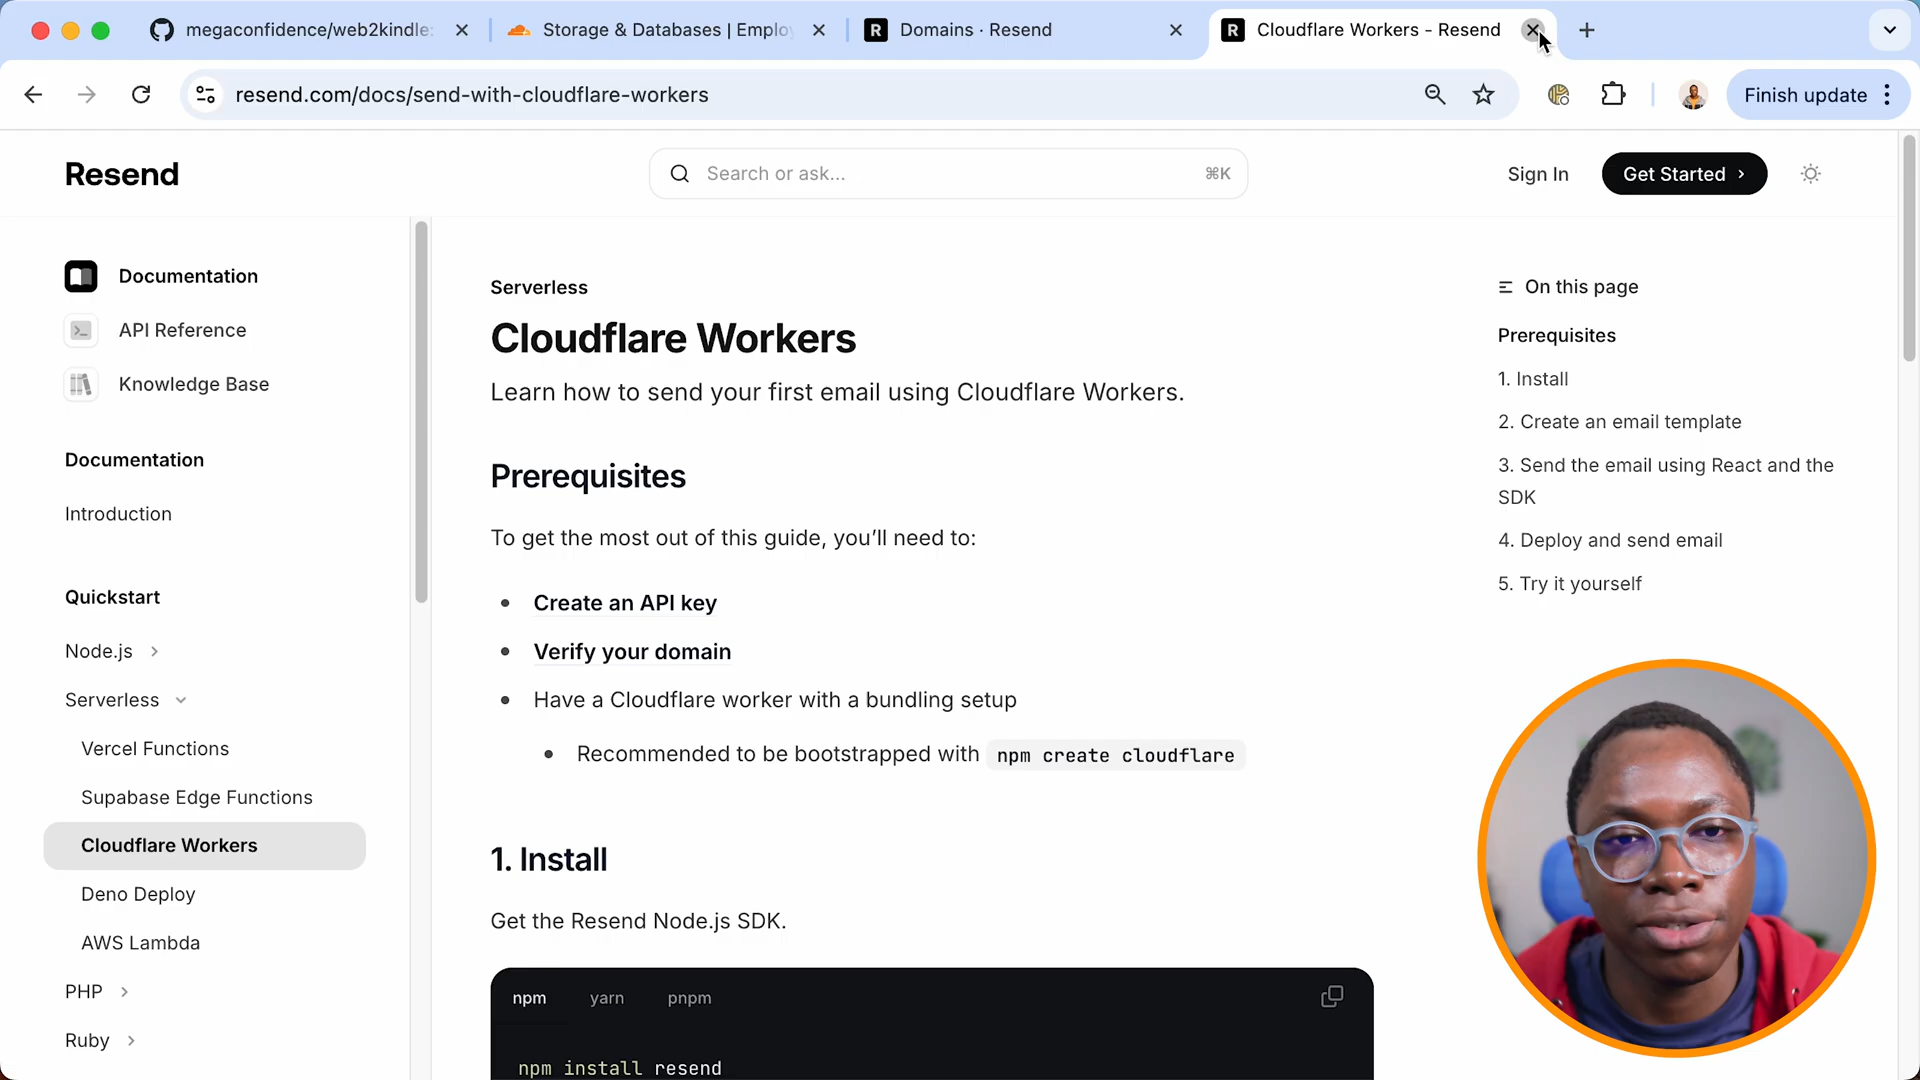 megaconfidence/web2kindle:
Storage & Databases | Emplo
Domains · Resend
Cloudflare Workers - Resend
resend.com/docs/send-with-cloudflare-workers
Finish update
Resend
Search or ask...
⌘K
Sign In
Get Started
Documentation
API Reference
Knowledge Base
Documentation
Introduction
Quickstart
Node.js
Serverless
Vercel Functions
Supabase Edge Functions
Cloudflare Workers
Deno Deploy
AWS Lambda
PHP
Ruby
Serverless
Cloudflare Workers
Learn how to send your first email using Cloudflare Workers.
Prerequisites
To get the most out of this guide, you’ll need to:
• Create an API key
• Verify your domain
• Have a Cloudflare worker with a bundling setup
• Recommended to be bootstrapped with npm create cloudflare
1. Install
Get the Resend Node.js SDK.
npm yarn pnpm
npm install resend
On this page
Prerequisites
1. Install
2. Create an email template
3. Send the email using React and the
SDK
4. Deploy and send email
5. Try it yourself